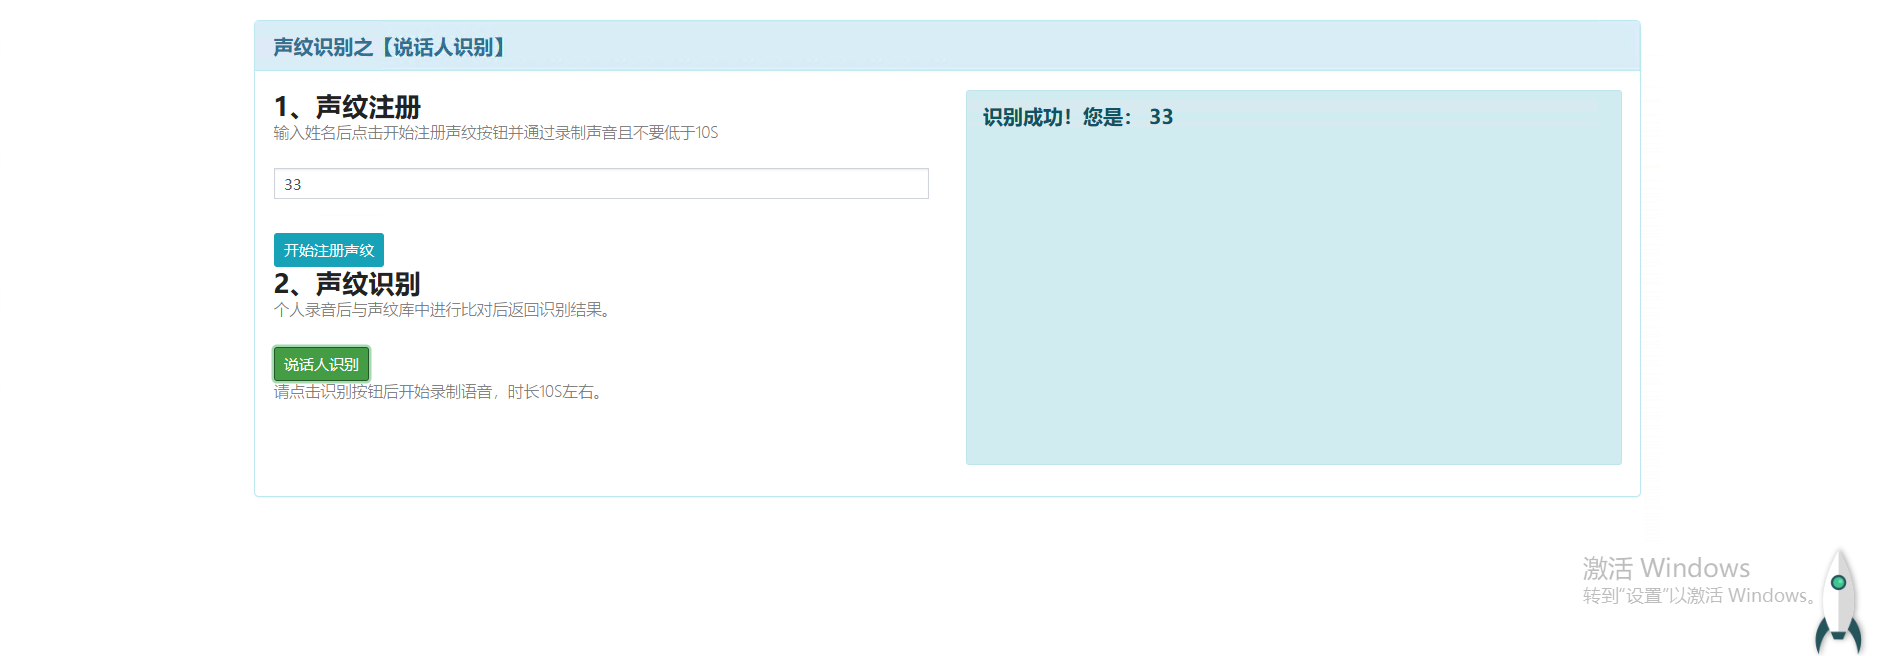 声纹识别之【说话人识别】
1、声纹注册
输入姓名后点击开始注册声纹按钮并通过录制声音且不要低于10S
33
开始注册声纹
2、声纹识别
个人录音后与声纹库中进行比对后返回识别结果。
说话人识别
请点击识别按钮后开始录制语音，时长10S左右。
识别成功！您是： 33
激活 Windows
转到“设置”以激活 Windows。